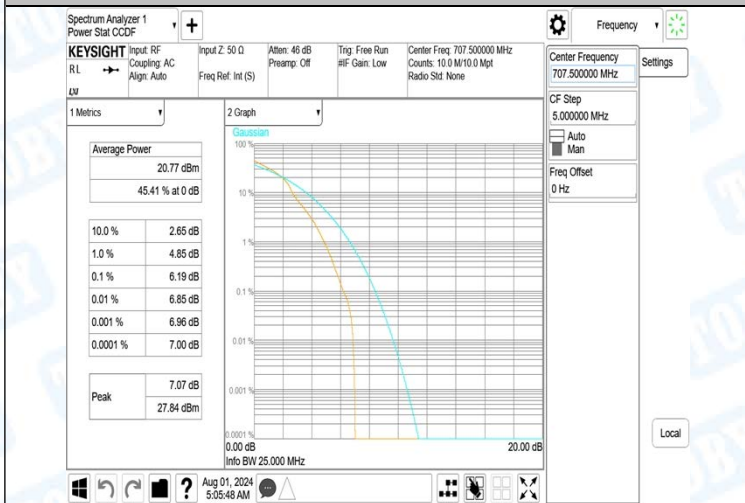 Spectrum Analyzer 1
Power Stat CCDF
Frequency
KEYSIGHT
RL
Input: RF
Coupling: AC
Align: Auto
Input Z: 50 Ω
Freq Ref: Int (S)
Atten: 46 dB
Preamp: Off
Trig: Free Run
#IF Gain: Low
Center Freq: 707.500000 MHz
Counts: 10.0 M/10.0 Mpt
Radio Std: None
Center Frequency
707.500000 MHz
Settings
CF Step
5.000000 MHz
Auto
Man
Freq Offset
0 Hz
1 Metrics
Average Power
20.77 dBm
45.41 % at 0 dB
10.0 % 2.65 dB
1.0 % 4.85 dB
0.1 % 6.19 dB
0.01 % 6.85 dB
0.001 % 6.96 dB
0.0001 % 7.00 dB
Peak
7.07 dB
27.84 dBm
2 Graph
Gaussian
100 %
10 %
1 %
0.1 %
0.01 %
0.001 %
0.0001 %
0.00 dB 20.00 dB
Info BW 25.000 MHz
Local
?
Aug 01, 2024
5:05:48 AM